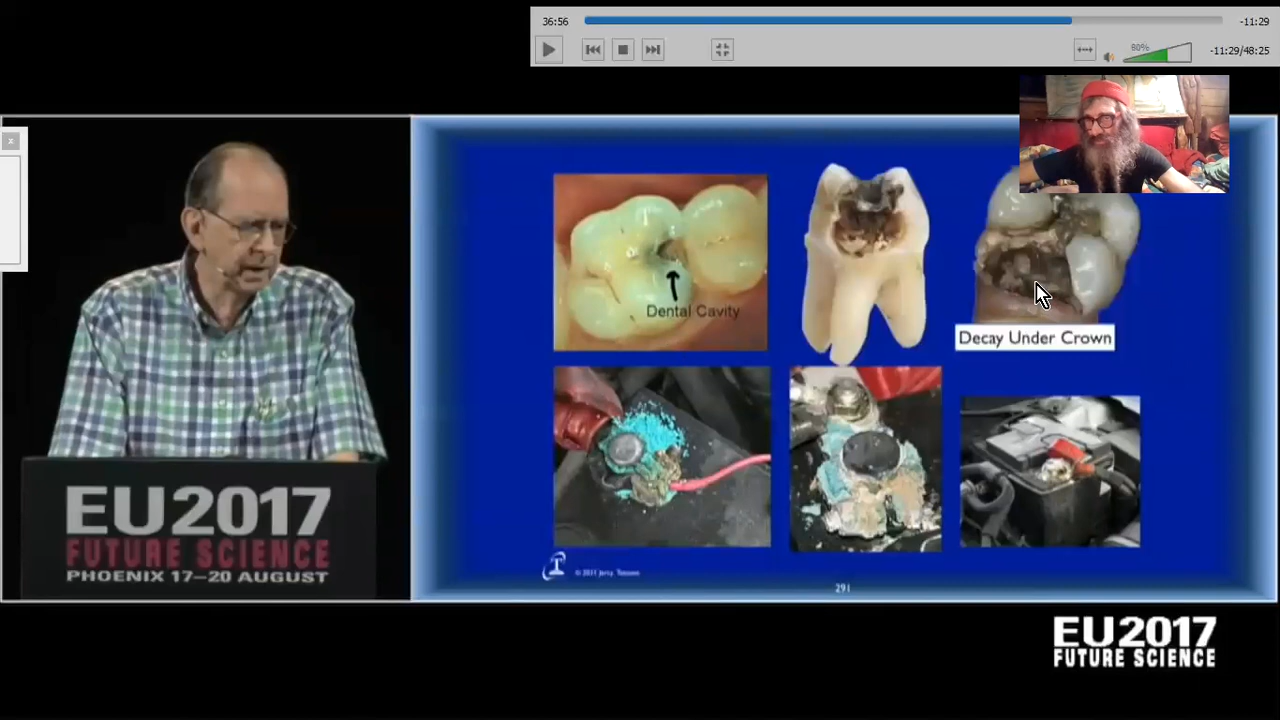 36:56
-11:29
80%
-11:29/48:25
x
Dental Cavity
Decay Under Crown
T
© 2011 Jerry Tennant
291
EU2017
FUTURE SCIENCE
PHOENIX 17–20 AUGUST
EU2017
FUTURE SCIENCE